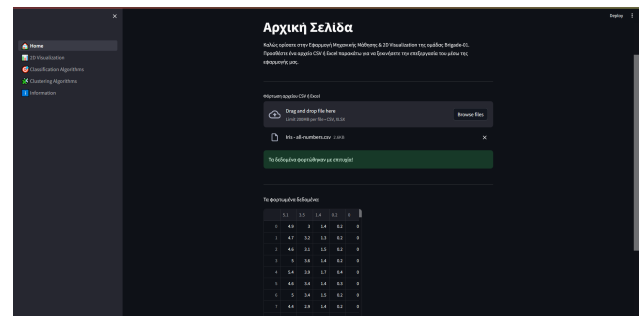 Deploy
Home
2D Visualization
Classification Algorithms
Clustering Algorithms
Information
Αρχική Σελίδα
Καλώς ορίσατε στην Εφαρμογή Μηχανικής Μάθησης & 2D Visualization της ομάδας Brigade-01.
Προσθέστε ένα αρχείο CSV ή Excel παρακάτω για να ξεκινήσετε την επεξεργασία του μέσω της
εφαρμογής μας.
Φόρτωση αρχείου CSV ή Excel
Drag and drop file here
Limit 200MB per file • CSV, XLSX
Browse files
Iris - all-numbers.csv 2.6KB
Τα δεδομένα φορτώθηκαν με επιτυχία!
Τα φορτωμένα δεδομένα:
5.1 3.5 1.4 0.2 0
0 4.9 3 1.4 0.2 0
1 4.7 3.2 1.3 0.2 0
2 4.6 3.1 1.5 0.2 0
3 5 3.6 1.4 0.2 0
4 5.4 3.9 1.7 0.4 0
5 4.6 3.4 1.4 0.3 0
6 5 3.4 1.5 0.2 0
7 4.4 2.9 1.4 0.2 0